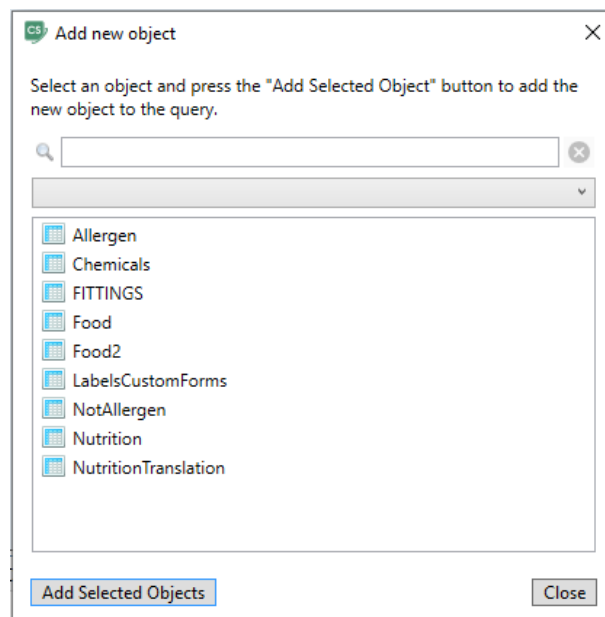 CS Add new object
Select an object and press the "Add Selected Object" button to add the
new object to the query.
Allergen
Chemicals
FITTINGS
Food
Food2
LabelsCustomForms
NotAllergen
Nutrition
NutritionTranslation
Add Selected Objects Close